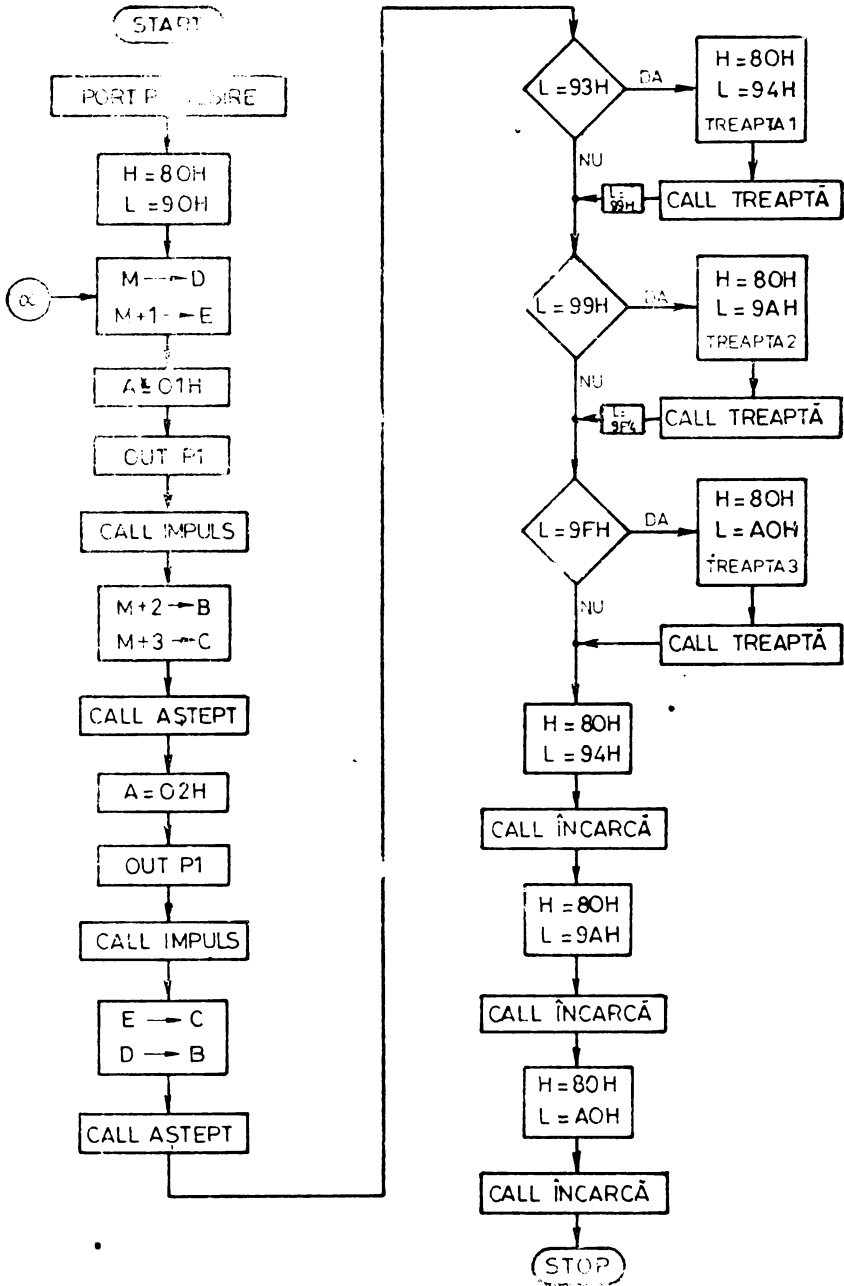 START
PORT
H = 80H
L = 90H
∝
M → D
M+1 → E
A = 01H
OUT P1
CALL IMPULS
M+2 → B
M+3 → C
CALL AȘTEPT
A = 02H
OUT P1
CALL IMPULS
E → C
D → B
CALL AȘTEPT
L = 93H
DA
H = 80H
L = 94H
TREAPTA 1
NU
L= 99H
CALL TREAPTĂ
L = 99H
DA
H = 80H
L = 9AH
TREAPTA 2
NU
L=
CALL TREAPTĂ
L = 9FH
DA
H = 80H
L = A0H
TREAPTA 3
NU
CALL TREAPTĂ
H = 80H
L = 94H
CALL ÎNCARCĂ
H = 80H
L = 9AH
CALL ÎNCARCĂ
H = 80H
L = A0H
CALL ÎNCARCĂ
STOP